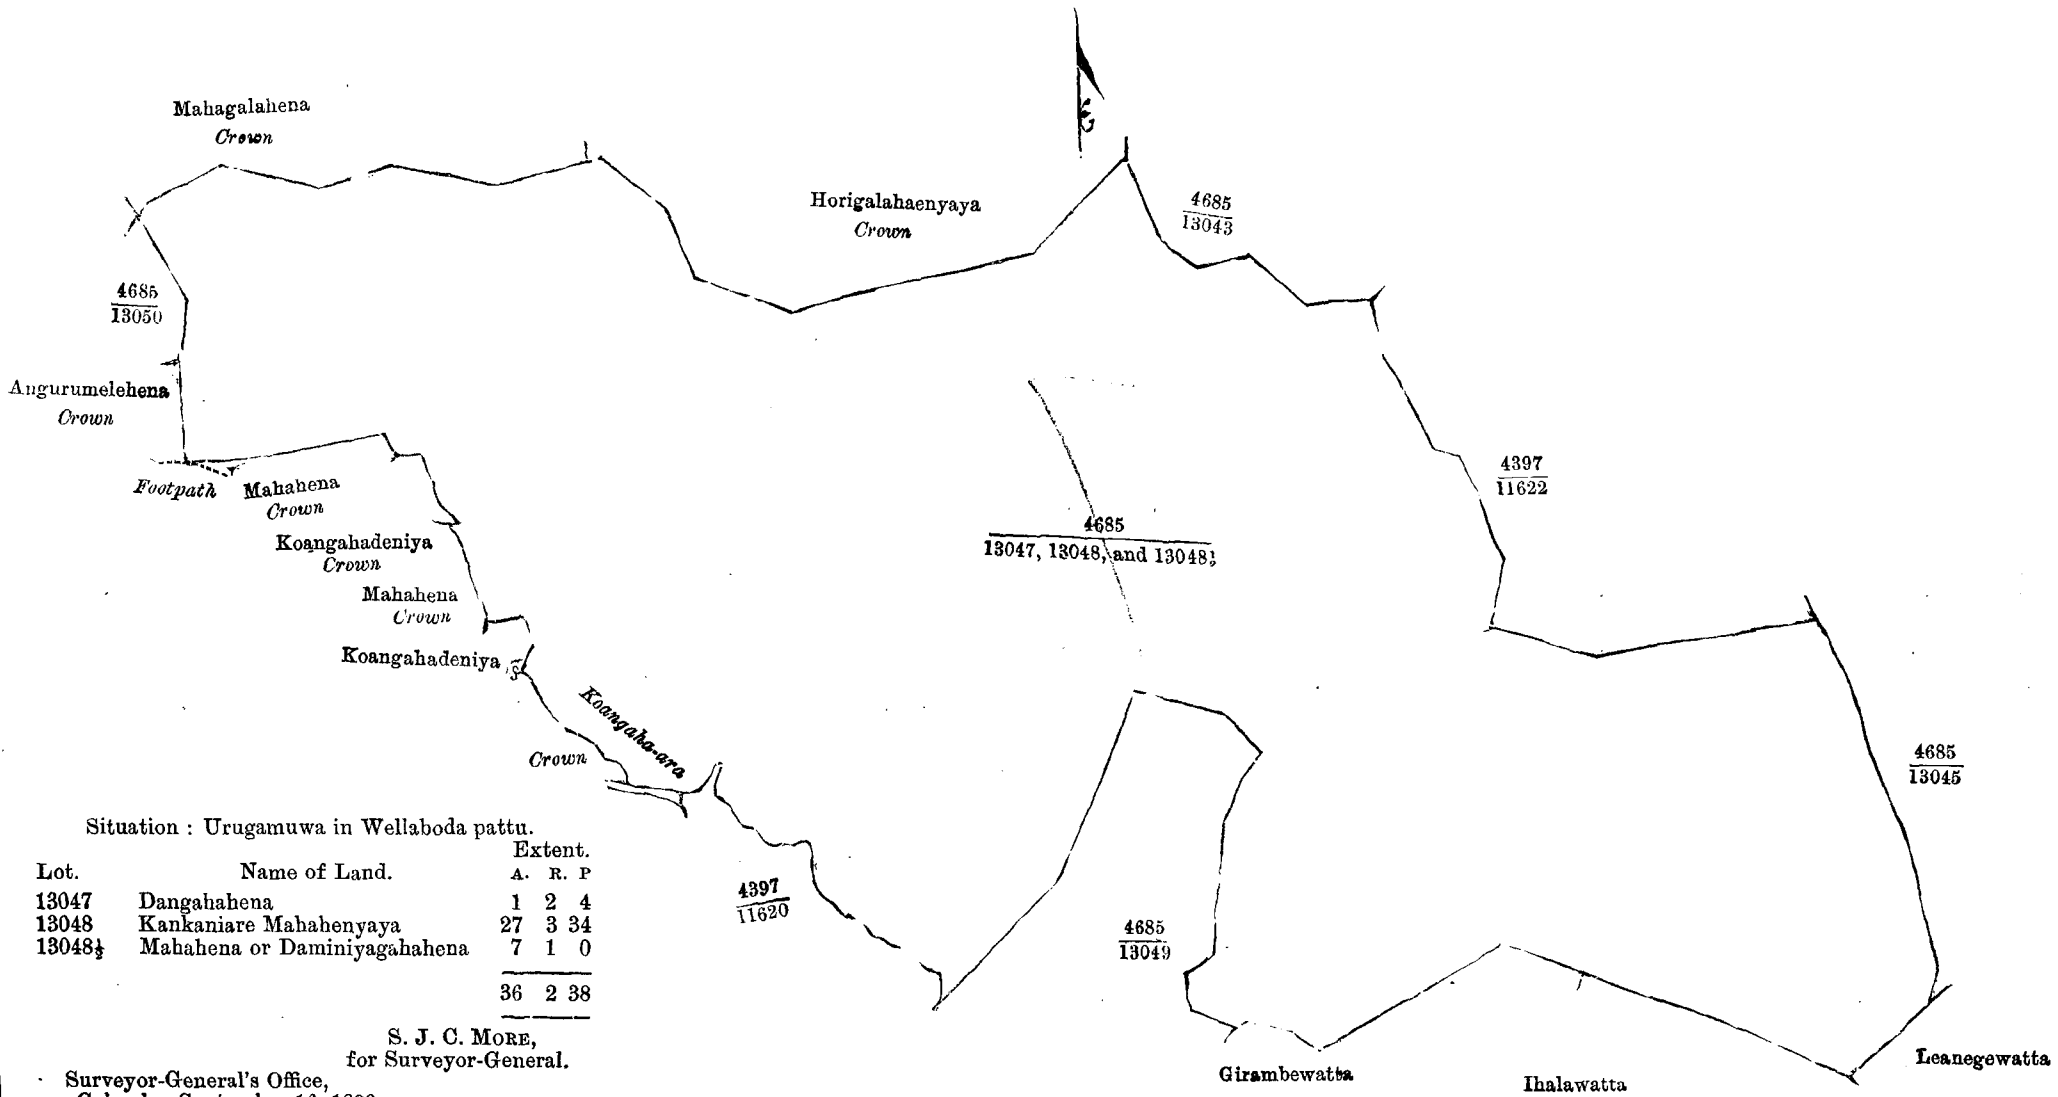 Mahagalahena
Crown
Horigalahaenyaya
Crown
4685
13043
4685
13050
Angurumelehena
Crown
Footpath
Mahahena
Crown
Koangahadeniya
Crown
Mahahena
Crown
Koangahadeniya
Crown
Koangaha-ara
4685
13047, 13048, and 13048½
4397
11622
4685
13045
4397
11620
4685
13049
Girambewatta
Ihalawatta
Leanegewatta
Situation : Urugamuwa in Wellaboda pattu.
Extent.
Lot. Name of Land. A. R. P
13047 Dangahahena 1 2 4
13048 Kankaniare Mahahenyaya 27 3 34
13048½ Mahahena or Daminiyagahahena 7 1 0
36 2 38
S. J. C. MORE,
for Surveyor-General.
Surveyor-General's Office,